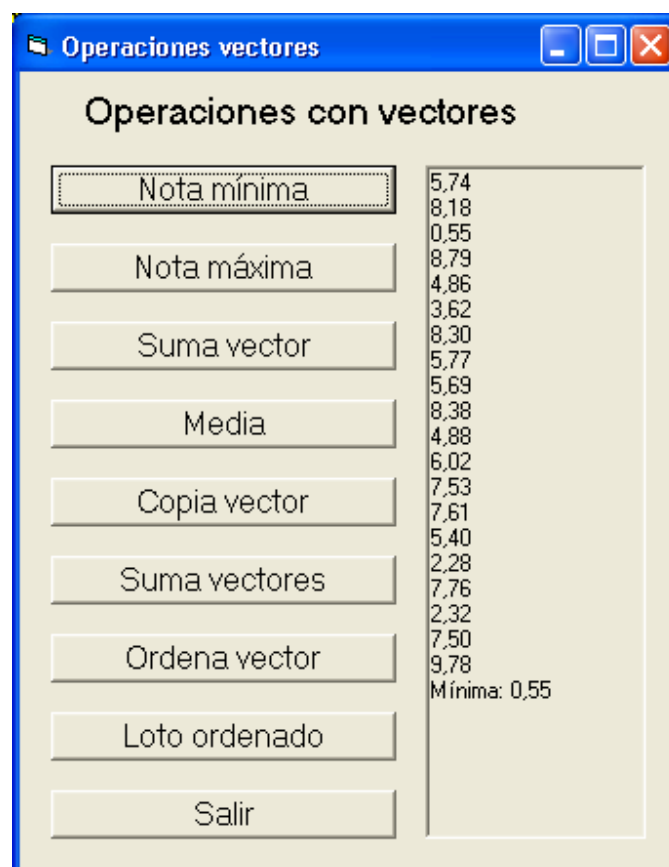 Operaciones vectores
Operaciones con vectores
Nota mínima
Nota máxima
Suma vector
Media
Copia vector
Suma vectores
Ordena vector
Loto ordenado
Salir
5,74
8,18
0,55
8,79
4,86
3,62
8,30
5,77
5,69
8,38
4,88
6,02
7,53
7,61
5,40
2,28
7,76
2,32
7,50
9,78
Mínima: 0,55